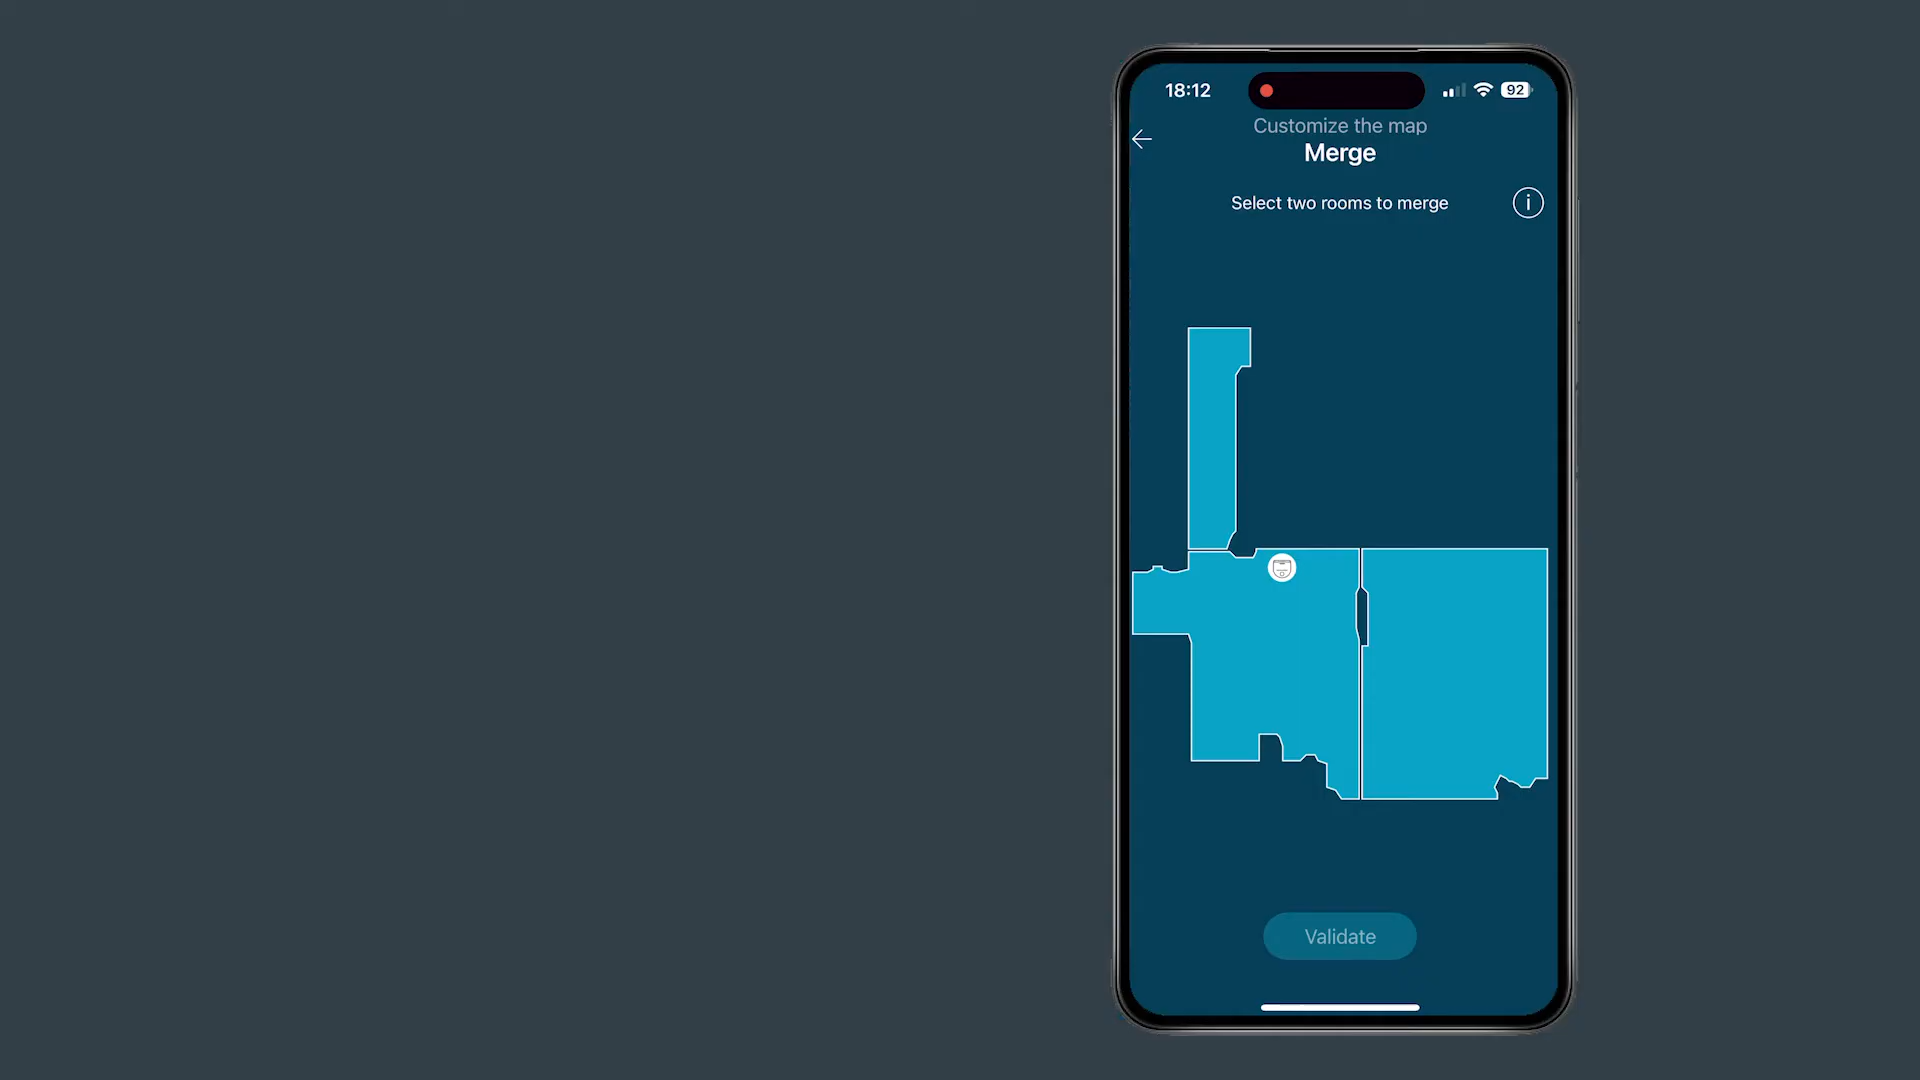 18:12
92
Customize the map
Merge
Select two rooms to merge
i
Validate